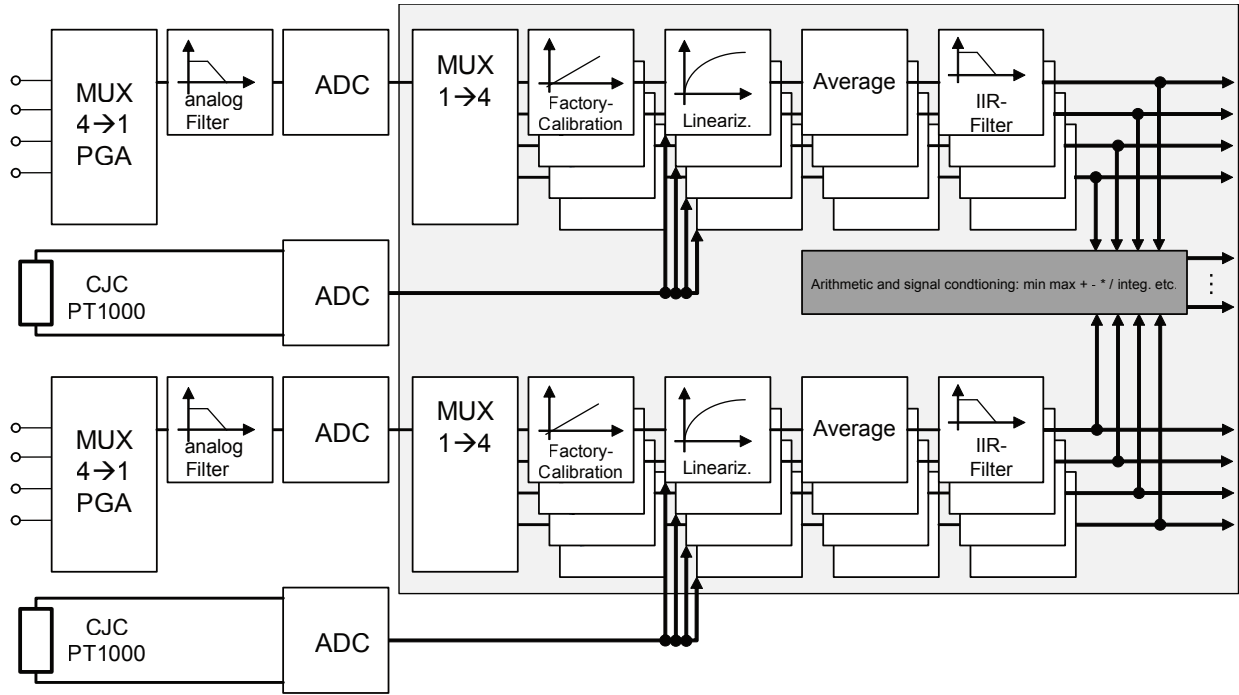 MUX
4→1
PGA
analog
Filter
ADC
MUX
1→4
Factory-
Calibration
Lineariz.
Average
IIR-
Filter
CJC
PT1000
ADC
Arithmetic and signal condtioning: min max + - * / integ. etc.
MUX
4→1
PGA
analog
Filter
ADC
MUX
1→4
Factory-
Calibration
Lineariz.
Average
IIR-
Filter
CJC
PT1000
ADC